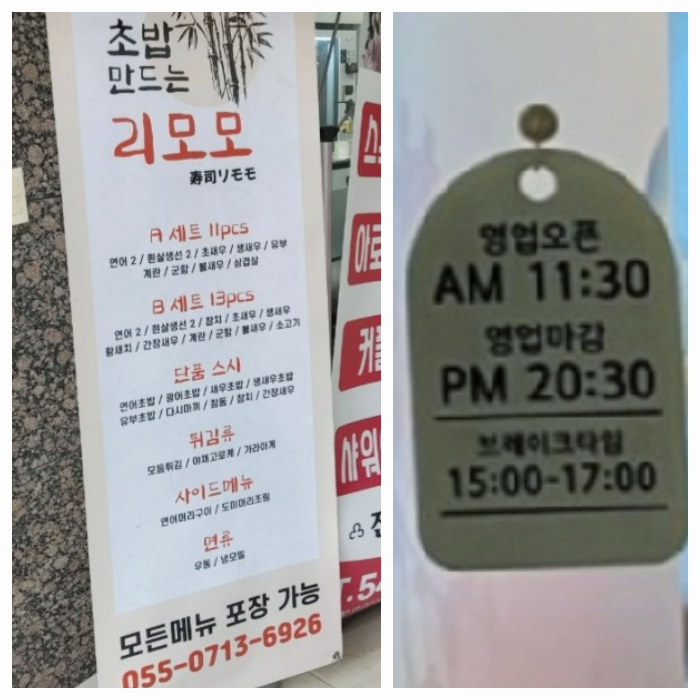 초밥
만드는
리모모
寿司リモモ
A 세트 11pcs
연어 2 / 흰살생선 2 / 초새우 / 생새우 / 유부
계란 / 군함 / 불새우 / 삼겹살
B 세트 13pcs
연어 2 / 흰살생선 2 / 참치 / 초새우 / 생새우
황새치 / 간장새우 / 계란 / 군함 / 불새우 / 소고기
단품 스시
연어초밥 / 광어초밥 / 새우초밥 / 생새우초밥
유부초밥 / 다시마끼 / 참돔 / 참치 / 간장새우
튀김류
모듬튀김 / 야채고로케 / 가라아게
사이드메뉴
연어머리구이 / 도미머리조림
면류
우동 / 냉모밀
모든메뉴 포장 가능
055-0713-6926
아로
커플
샤워
T.54
영업오픈
AM 11:30
영업마감
PM 20:30
브레이크타임
15:00-17:00